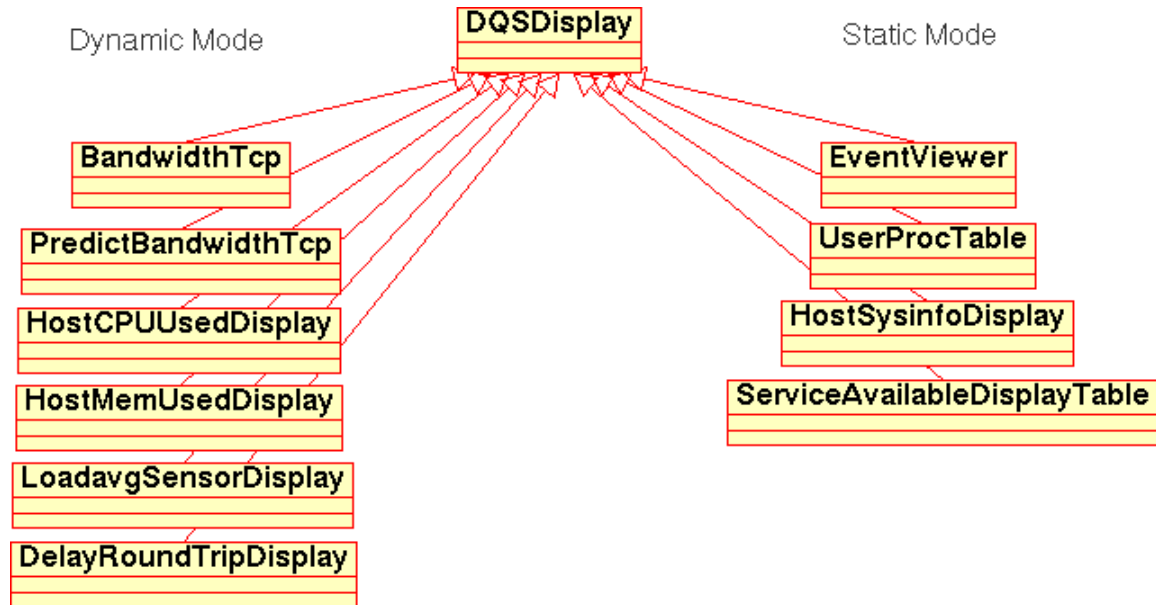 Dynamic Mode
DQSDisplay
Static Mode
BandwidthTcp
PredictBandwidthTcp
HostCPUUsedDisplay
HostMemUsedDisplay
LoadavgSensorDisplay
DelayRoundTripDisplay
EventViewer
UserProcTable
HostSysinfoDisplay
ServiceAvailableDisplayTable